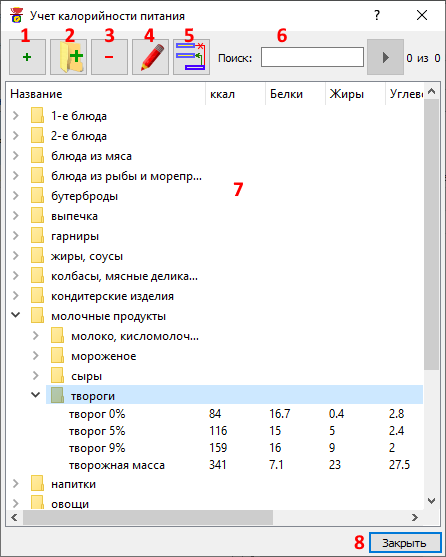 Учет калорийности питания ? ×
1 2 3 4 5 6
+ + − Поиск: 0 из 0
Название ккал Белки Жиры Углев
1-е блюда
2-е блюда
блюда из мяса
блюда из рыбы и морепр...
7
бутерброды
выпечка
гарниры
жиры, соусы
колбасы, мясные делика...
кондитерские изделия
молочные продукты
молоко, кисломолоч...
мороженое
сыры
твороги
творог 0% 84 16.7 0.4 2.8
творог 5% 116 15 5 2.4
творог 9% 159 16 9 2
творожная масса 341 7.1 23 27.5
напитки
овощи
8 Закрыть